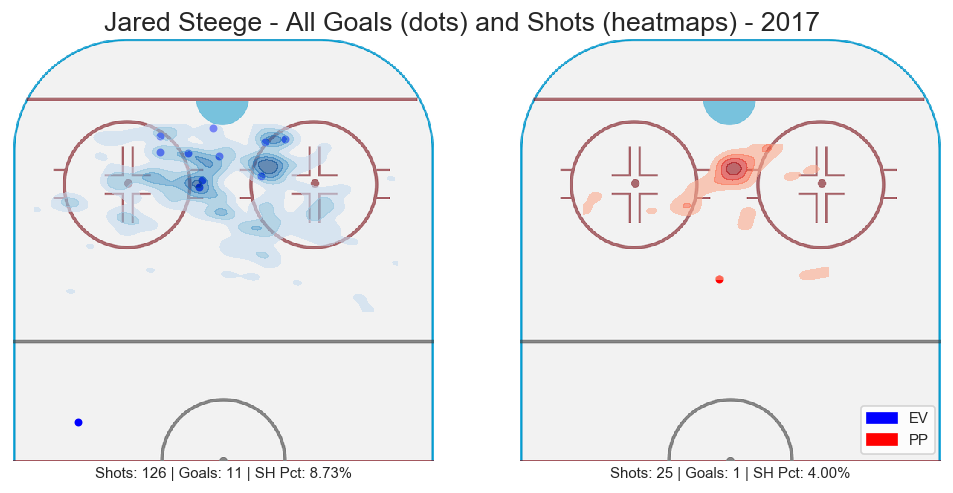 Jared Steege - All Goals (dots) and Shots (heatmaps) - 2017
EV
PP
Shots: 126 | Goals: 11 | SH Pct: 8.73%
Shots: 25 | Goals: 1 | SH Pct: 4.00%